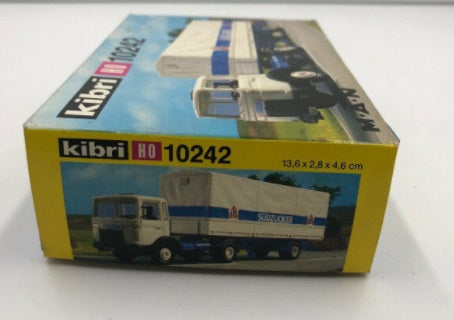 kibri HO 10242
M·A·N
kibri HO 10242
13,6 x 2,8 x 4,6 cm
SÜDZUCKER